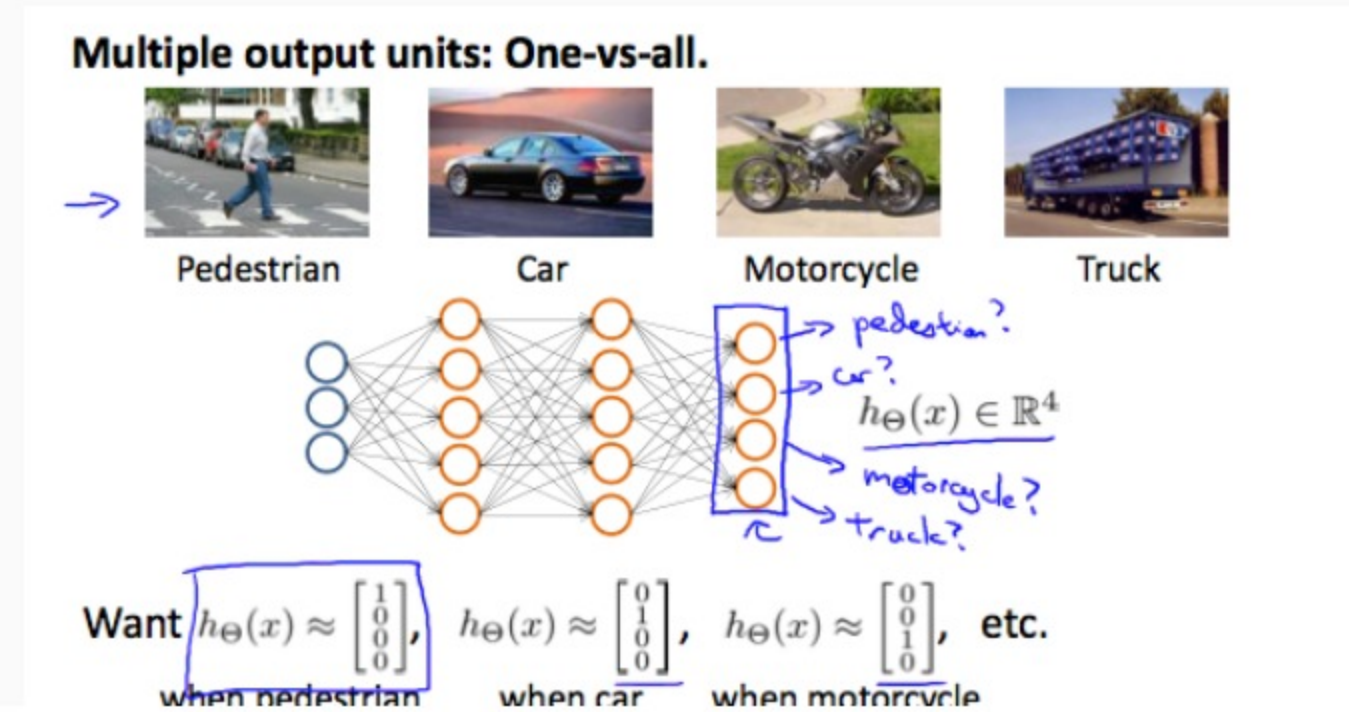 Multiple output units: One-vs-all.
Pedestrian Car Motorcycle Truck
pedestrian?
car?
hΘ(x) ∈ ℝ⁴
motorcycle?
truck?
Want hΘ(x) ≈ [1 0 0 0], hΘ(x) ≈ [0 1 0 0], hΘ(x) ≈ [0 0 1 0], etc.
when pedestrian when car when motorcycle